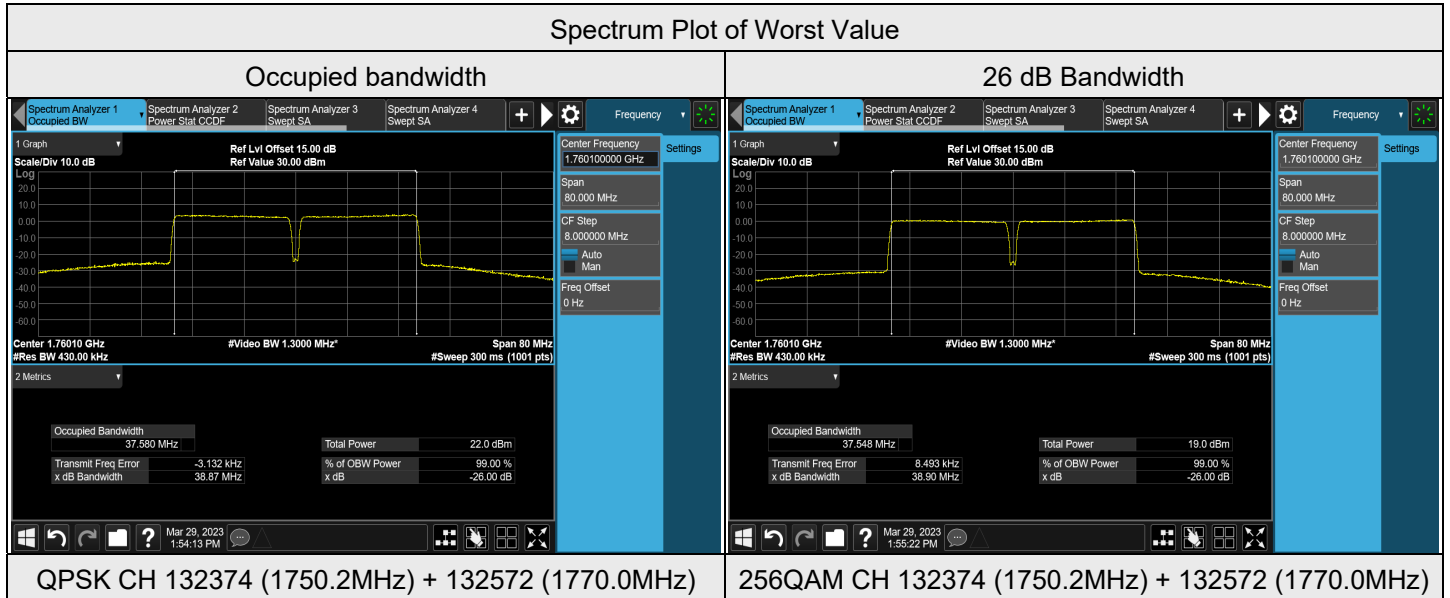 Spectrum Plot of Worst Value
Occupied bandwidth
Spectrum Analyzer 1
Occupied BW
Spectrum Analyzer 2
Power Stat CCDF
Spectrum Analyzer 3
Swept SA
Spectrum Analyzer 4
Swept SA
+
Frequency
1 Graph
Scale/Div 10.0 dB
Ref Lvl Offset 15.00 dB
Ref Value 30.00 dBm
Log
20.0
10.0
0.00
-10.0
-20.0
-30.0
-40.0
-50.0
-60.0
Center 1.76010 GHz
#Res BW 430.00 kHz
#Video BW 1.3000 MHz*
Span 80 MHz
#Sweep 300 ms (1001 pts)
Center Frequency
1.760100000 GHz
Settings
Span
80.000 MHz
CF Step
8.000000 MHz
Auto
Man
Freq Offset
0 Hz
2 Metrics
Occupied Bandwidth
37.580 MHz
Total Power 22.0 dBm
Transmit Freq Error -3.132 kHz
% of OBW Power 99.00 %
x dB Bandwidth 38.87 MHz
x dB -26.00 dB
?
Mar 29, 2023
1:54:13 PM
QPSK CH 132374 (1750.2MHz) + 132572 (1770.0MHz)
26 dB Bandwidth
Spectrum Analyzer 1
Occupied BW
Spectrum Analyzer 2
Power Stat CCDF
Spectrum Analyzer 3
Swept SA
Spectrum Analyzer 4
Swept SA
+
Frequency
1 Graph
Scale/Div 10.0 dB
Ref Lvl Offset 15.00 dB
Ref Value 30.00 dBm
Log
20.0
10.0
0.00
-10.0
-20.0
-30.0
-40.0
-50.0
-60.0
Center 1.76010 GHz
#Res BW 430.00 kHz
#Video BW 1.3000 MHz*
Span 80 MHz
#Sweep 300 ms (1001 pts)
Center Frequency
1.760100000 GHz
Settings
Span
80.000 MHz
CF Step
8.000000 MHz
Auto
Man
Freq Offset
0 Hz
2 Metrics
Occupied Bandwidth
37.548 MHz
Total Power 19.0 dBm
Transmit Freq Error 8.493 kHz
% of OBW Power 99.00 %
x dB Bandwidth 38.90 MHz
x dB -26.00 dB
?
Mar 29, 2023
1:55:22 PM
256QAM CH 132374 (1750.2MHz) + 132572 (1770.0MHz)